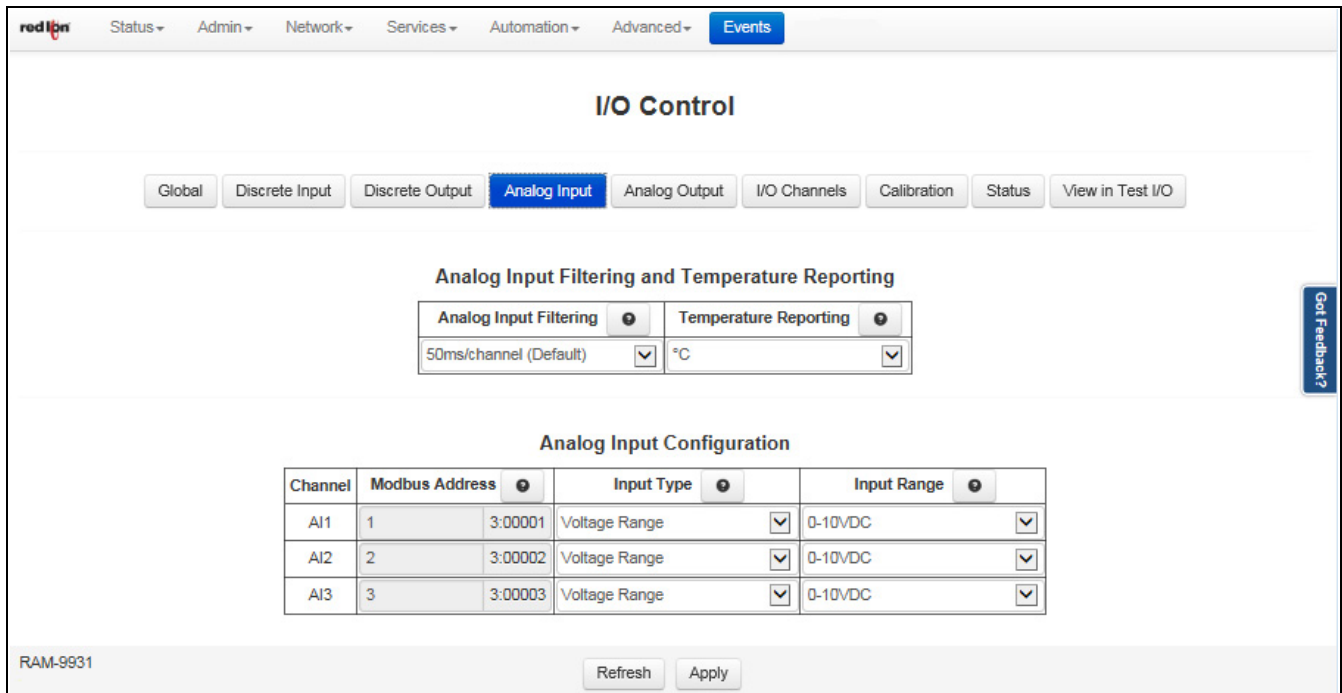 red lion Status Admin Network Services Automation Advanced Events
I/O Control
Global Discrete Input Discrete Output Analog Input Analog Output I/O Channels Calibration Status View in Test I/O
Analog Input Filtering and Temperature Reporting
Analog Input Filtering ? Temperature Reporting ?
50ms/channel (Default) °C
Got Feedback?
Analog Input Configuration
Channel Modbus Address ? Input Type ? Input Range ?
AI1 1 3:00001 Voltage Range 0-10VDC
AI2 2 3:00002 Voltage Range 0-10VDC
AI3 3 3:00003 Voltage Range 0-10VDC
RAM-9931 Refresh Apply